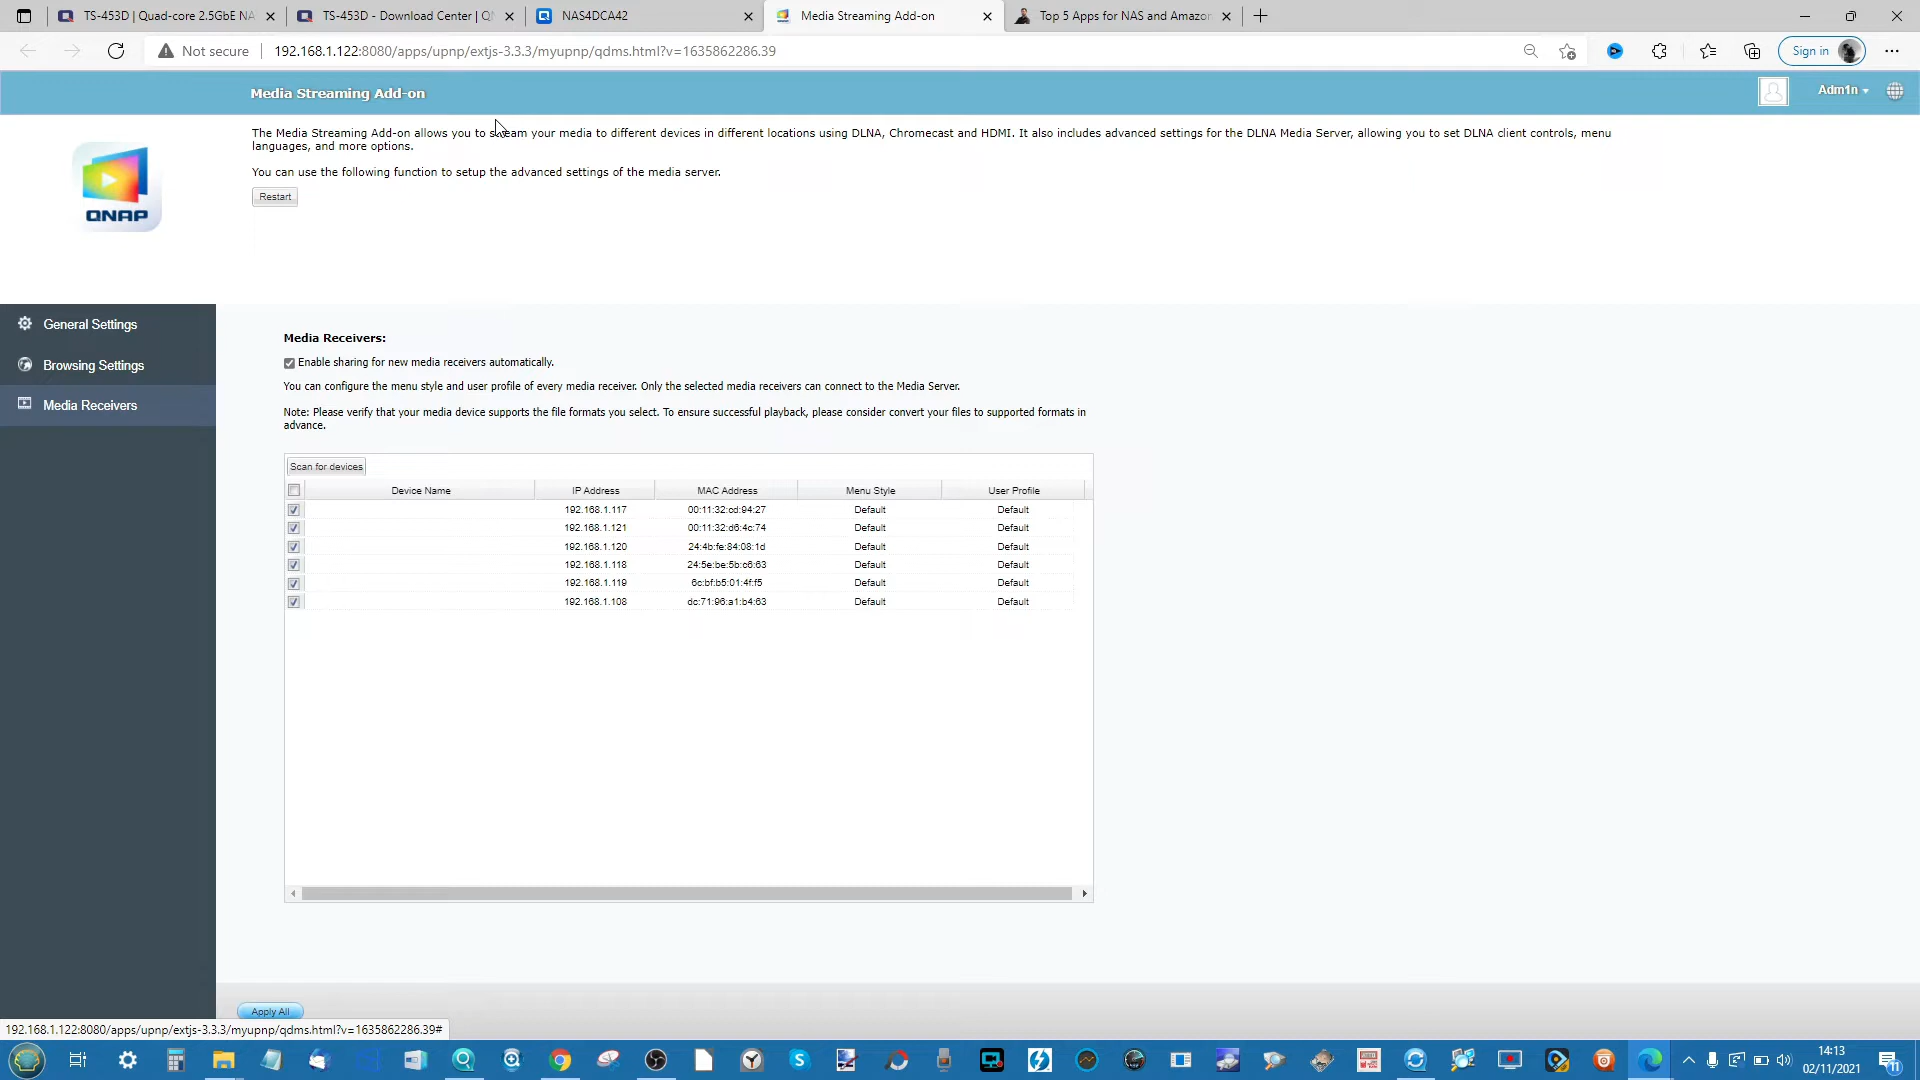 TS-453D | Quad-core 2.5GbE NA
TS-453D - Download Center | QN
NAS4DCA42
Media Streaming Add-on
Top 5 Apps for NAS and Amazon
Not secure
192.168.1.122:8080/apps/upnp/extjs-3.3.3/myupnp/qdms.html?v=1635862286.39
Sign in
Media Streaming Add-on
Adm1n
The Media Streaming Add-on allows you to stream your media to different devices in different locations using DLNA, Chromecast and HDMI. It also includes advanced settings for the DLNA Media Server, allowing you to set DLNA client controls, menu
languages, and more options.
You can use the following function to setup the advanced settings of the media server.
Restart
QNAP
General Settings
Browsing Settings
Media Receivers
Media Receivers:
Enable sharing for new media receivers automatically.
You can configure the menu style and user profile of every media receiver. Only the selected media receivers can connect to the Media Server.
Note: Please verify that your media device supports the file formats you select. To ensure successful playback, please consider convert your files to supported formats in
advance.
Scan for devices
Device Name IP Address MAC Address Menu Style User Profile
192.168.1.117 00:11:32:cd:94:27 Default Default
192.168.1.121 00:11:32:d6:4c:74 Default Default
192.168.1.120 24:4b:fe:84:08:1d Default Default
192.168.1.118 24:5e:be:5b:c6:63 Default Default
192.168.1.119 6c:bf:b5:01:4f:f5 Default Default
192.168.1.108 dc:71:96:a1:b4:63 Default Default
Apply All
192.168.1.122:8080/apps/upnp/extjs-3.3.3/myupnp/qdms.html?v=1635862286.39#
14:13
02/11/2021
11